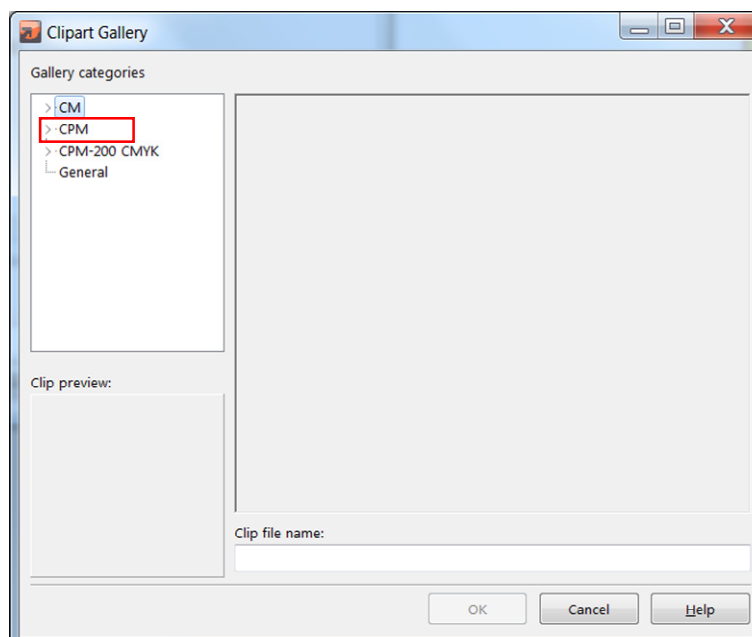 Clipart Gallery
Gallery categories
CM
CPM
CPM-200 CMYK
General
Clip preview:
Clip file name:
OK
Cancel
Help